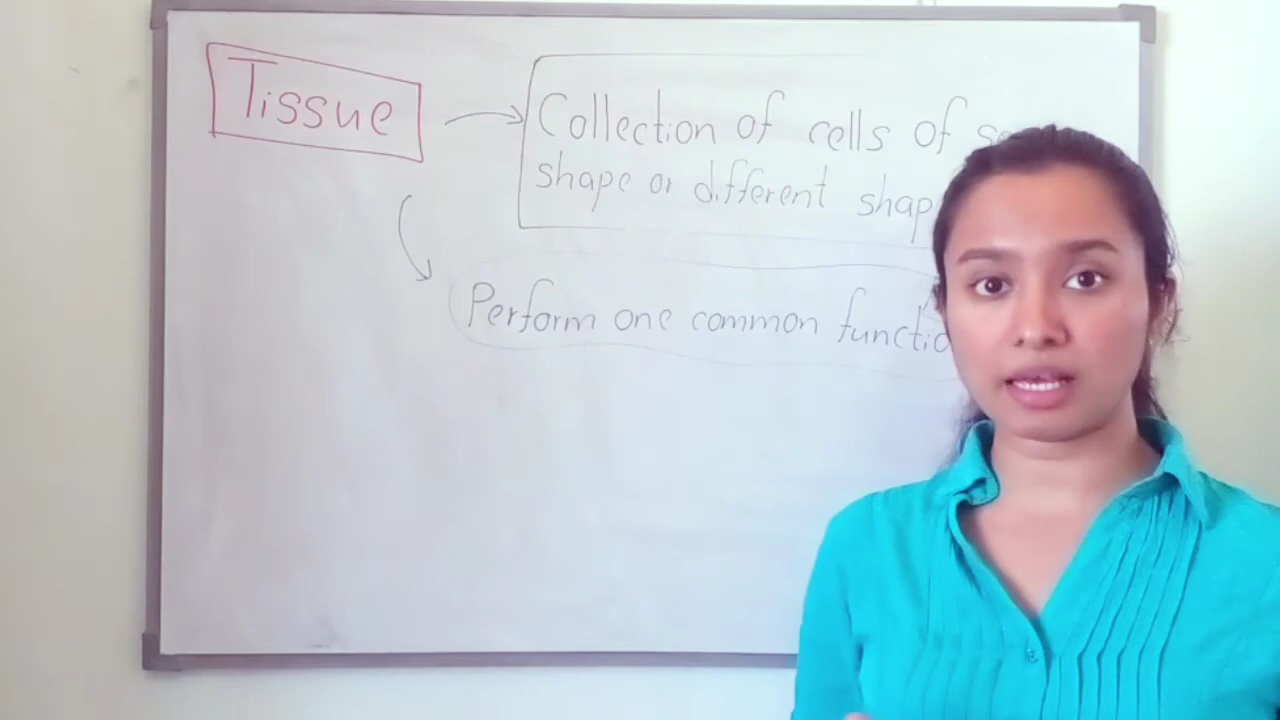 Tissue
Collection of cells of
shape or different
Perform one common